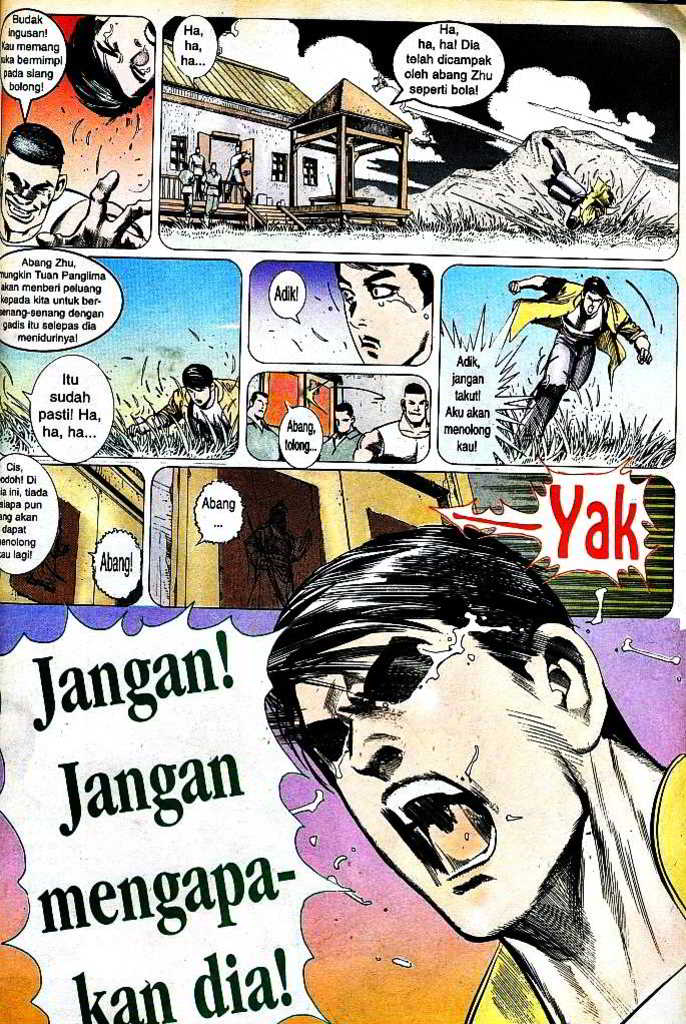 Budak
ingusan!
Kau memang
suka bermimpi
pada siang
bolong!
Ha,
ha,
ha...
Ha,
ha, ha! Dia
telah dicampak
oleh abang Zhu
seperti bola!
Abang Zhu,
mungkin Tuan Panglima
akan menberi peluang
kepada kita untuk ber-
senang-senang dengan
gadis itu selepas dia
menidurinya!
Itu
sudah
pasti! Ha,
ha, ha...
Adik!
Abang,
tolong...
Adik,
jangan
takut!
Aku akan
menolong
kau!
Cis,
bodoh! Di
ini, tiada
siapa pun
yang akan
dapat
menolong
kau lagi!
Abang!
Abang
...
Yak
Jangan!
Jangan
mengapa-
kan dia!